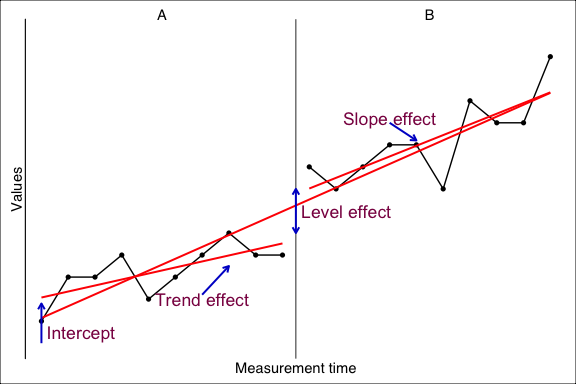 A
B
Slope effect
Values
Level effect
Trend effect
Intercept
Measurement time